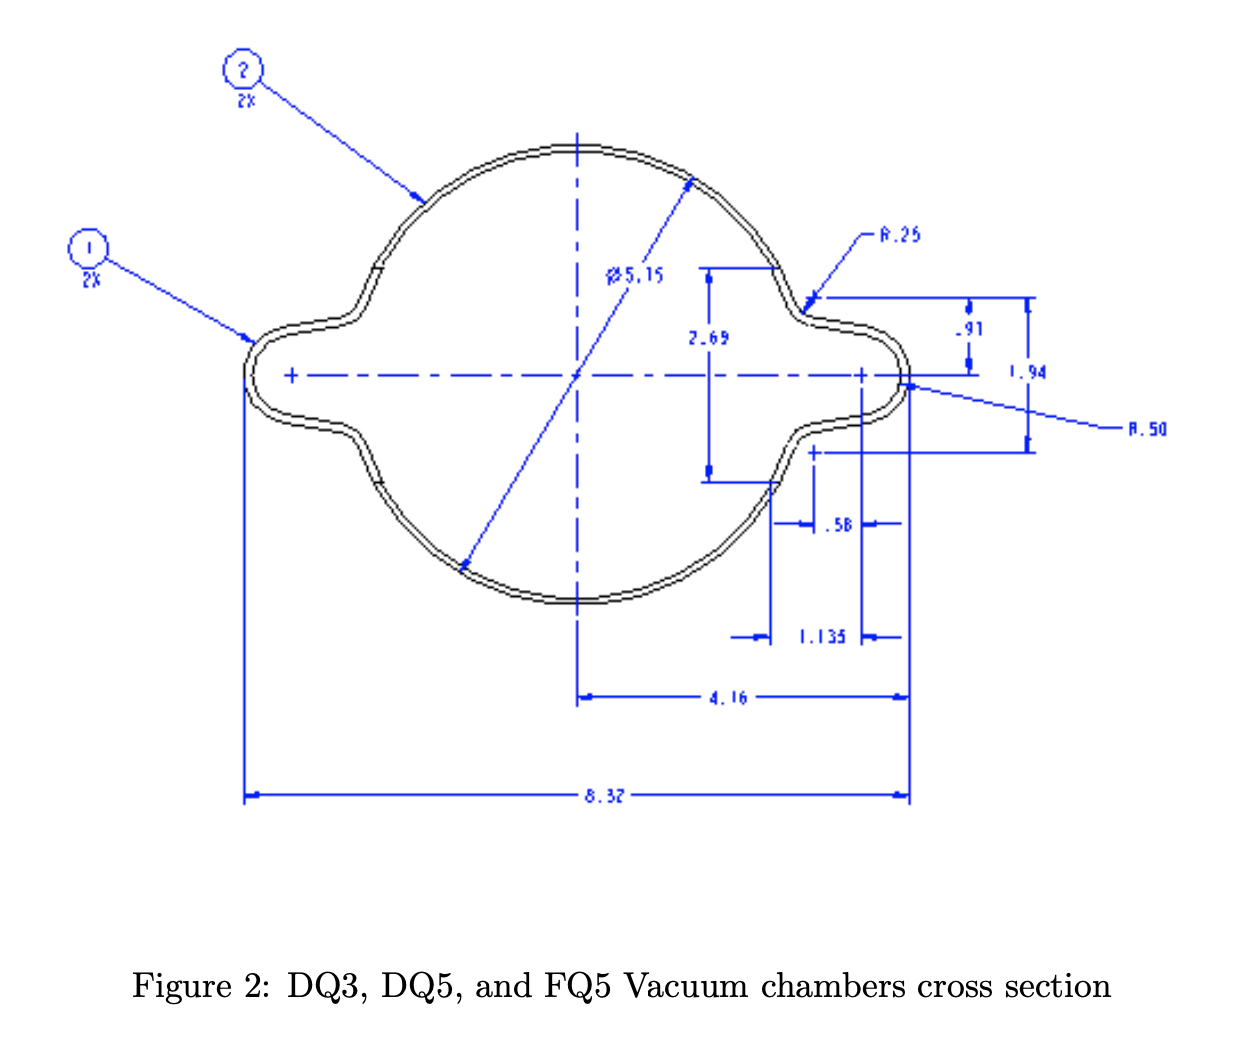 2
2X
1
2X
R.25
Ø5.15
2.69
.91
1.94
R.50
.58
1.135
4.16
8.32
Figure 2: DQ3, DQ5, and FQ5 Vacuum chambers cross section